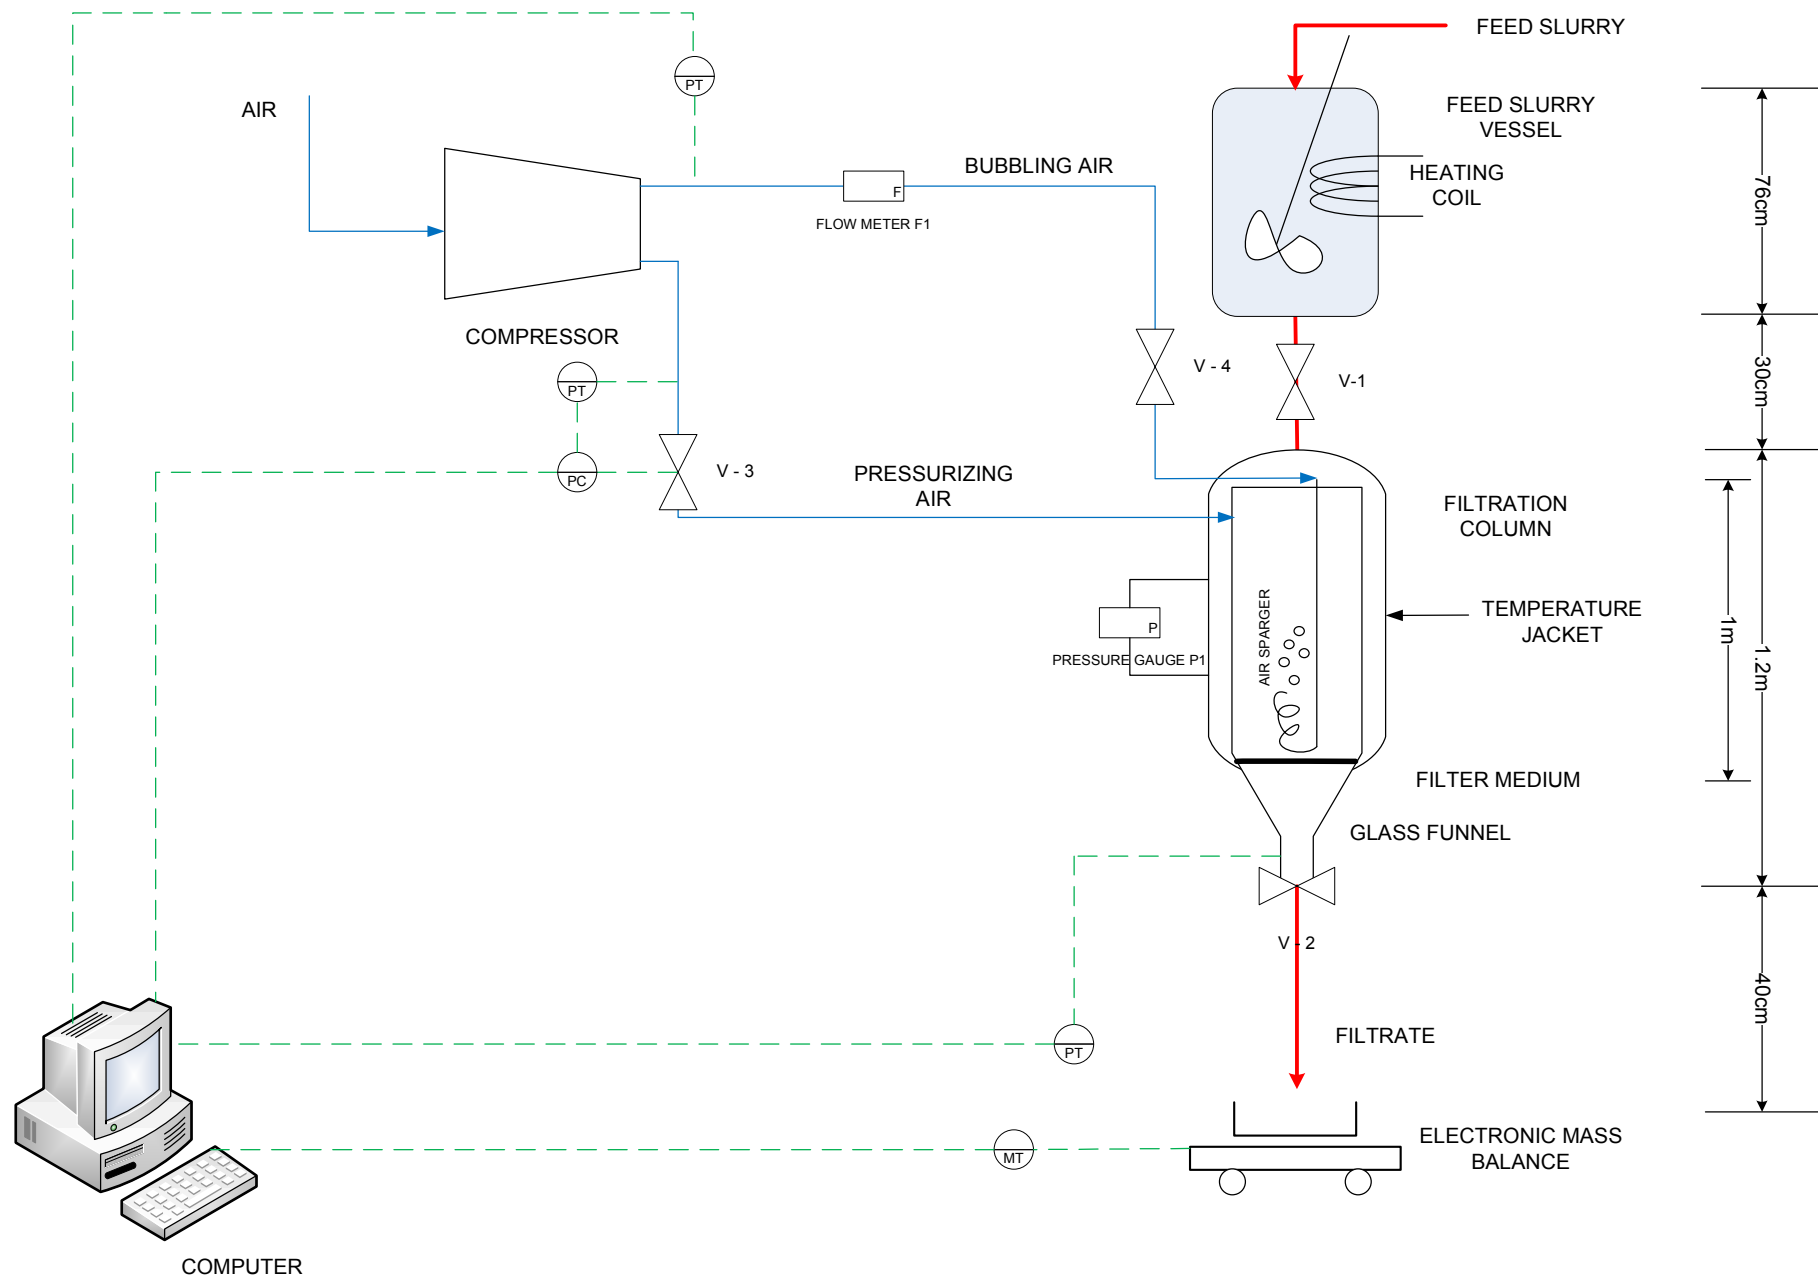 FEED SLURRY
PT
AIR
FEED SLURRY
VESSEL
76cm
BUBBLING AIR
HEATING
COIL
F
FLOW METER F1
COMPRESSOR
V - 4
V-1
30cm
PT
PC
V - 3
PRESSURIZING
AIR
FILTRATION
COLUMN
AIR SPARGER
P
PRESSURE GAUGE P1
TEMPERATURE
JACKET
1m
1.2m
FILTER MEDIUM
GLASS FUNNEL
V - 2
40cm
PT
FILTRATE
MT
ELECTRONIC MASS
BALANCE
COMPUTER